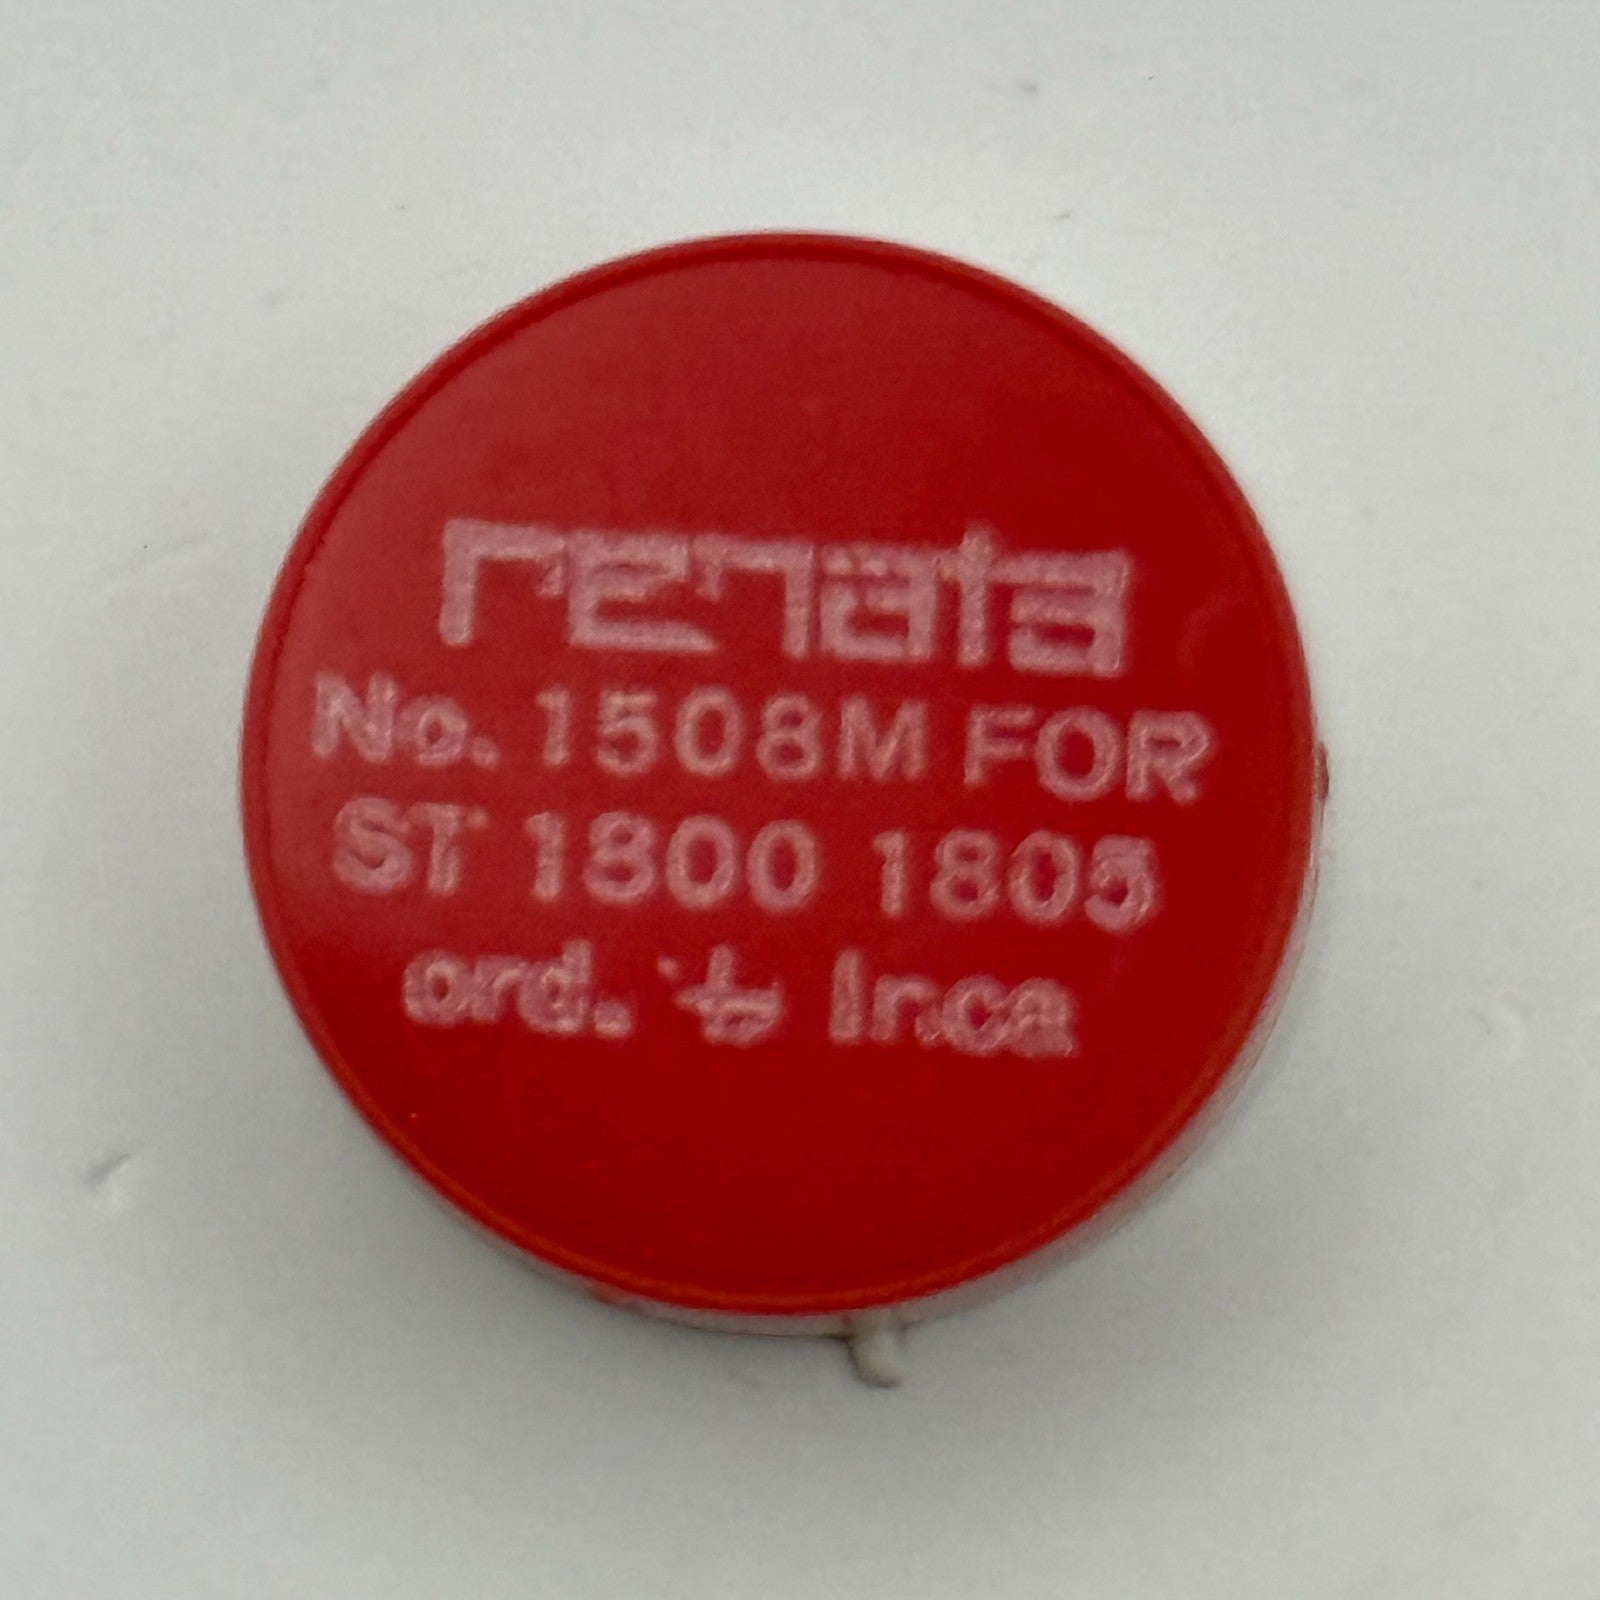 renata
No. 1508M FOR
ST 1800 1805
ord. Inca